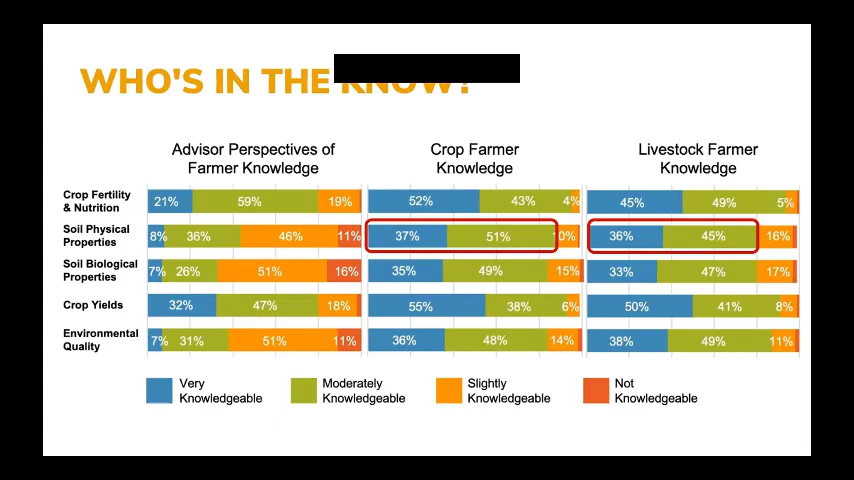 WHO'S IN THE KNOW?
Advisor Perspectives of
Farmer Knowledge
Crop Farmer
Knowledge
Livestock Farmer
Knowledge
Crop Fertility
& Nutrition
21% 59% 19% 52% 43% 4% 45% 49% 5%
Soil Physical
Properties
8% 36% 46% 11% 37% 51% 10% 36% 45% 16%
Soil Biological
Properties
7% 26% 51% 16% 35% 49% 15% 33% 47% 17%
Crop Yields
32% 47% 18% 55% 38% 6% 50% 41% 8%
Environmental
Quality
7% 31% 51% 11% 36% 48% 14% 38% 49% 11%
Very
Knowledgeable
Moderately
Knowledgeable
Slightly
Knowledgeable
Not
Knowledgeable